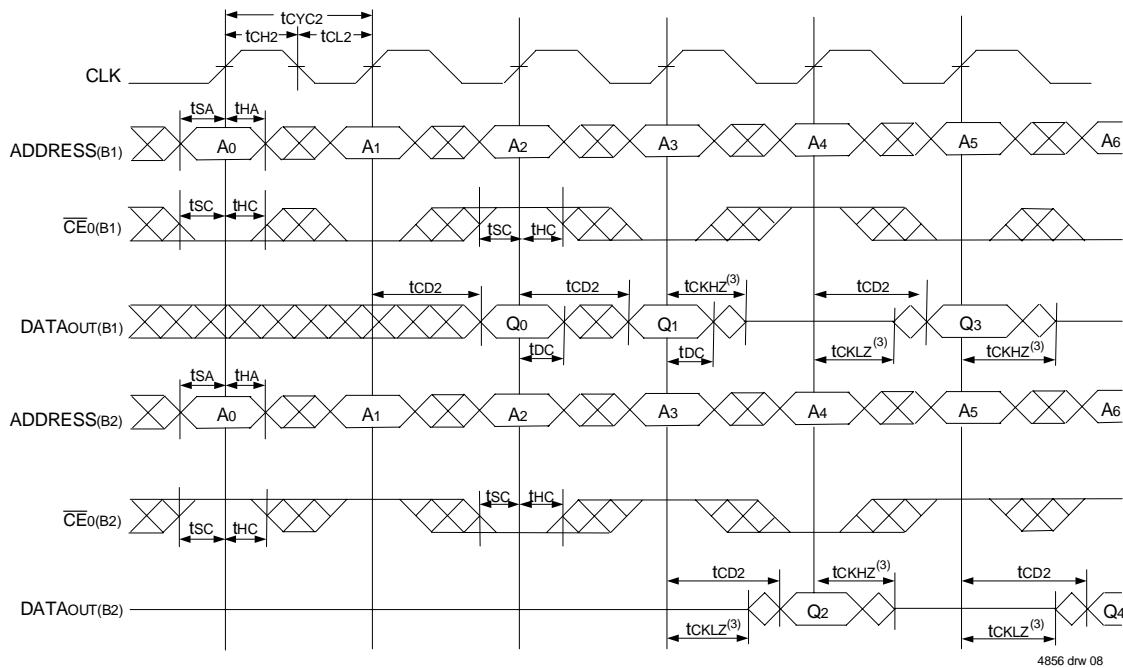 tCYC2
tCH2 tCL2
CLK
tSA tHA
ADDRESS(B1) A0 A1 A2 A3 A4 A5 A6
tSC tHC
CE0(B1)
tSC tHC
tCD2 tCD2 tCKHZ(3) tCD2
DATAOUT(B1) Q0 Q1 Q3
tDC tDC tCKLZ(3) tCKHZ(3)
tSA tHA
ADDRESS(B2) A0 A1 A2 A3 A4 A5 A6
tSC tHC
CE0(B2)
tSC tHC
tCD2 tCKHZ(3) tCD2
DATAOUT(B2) Q2 Q4
tCKLZ(3) tCKLZ(3)
4856 drw 08